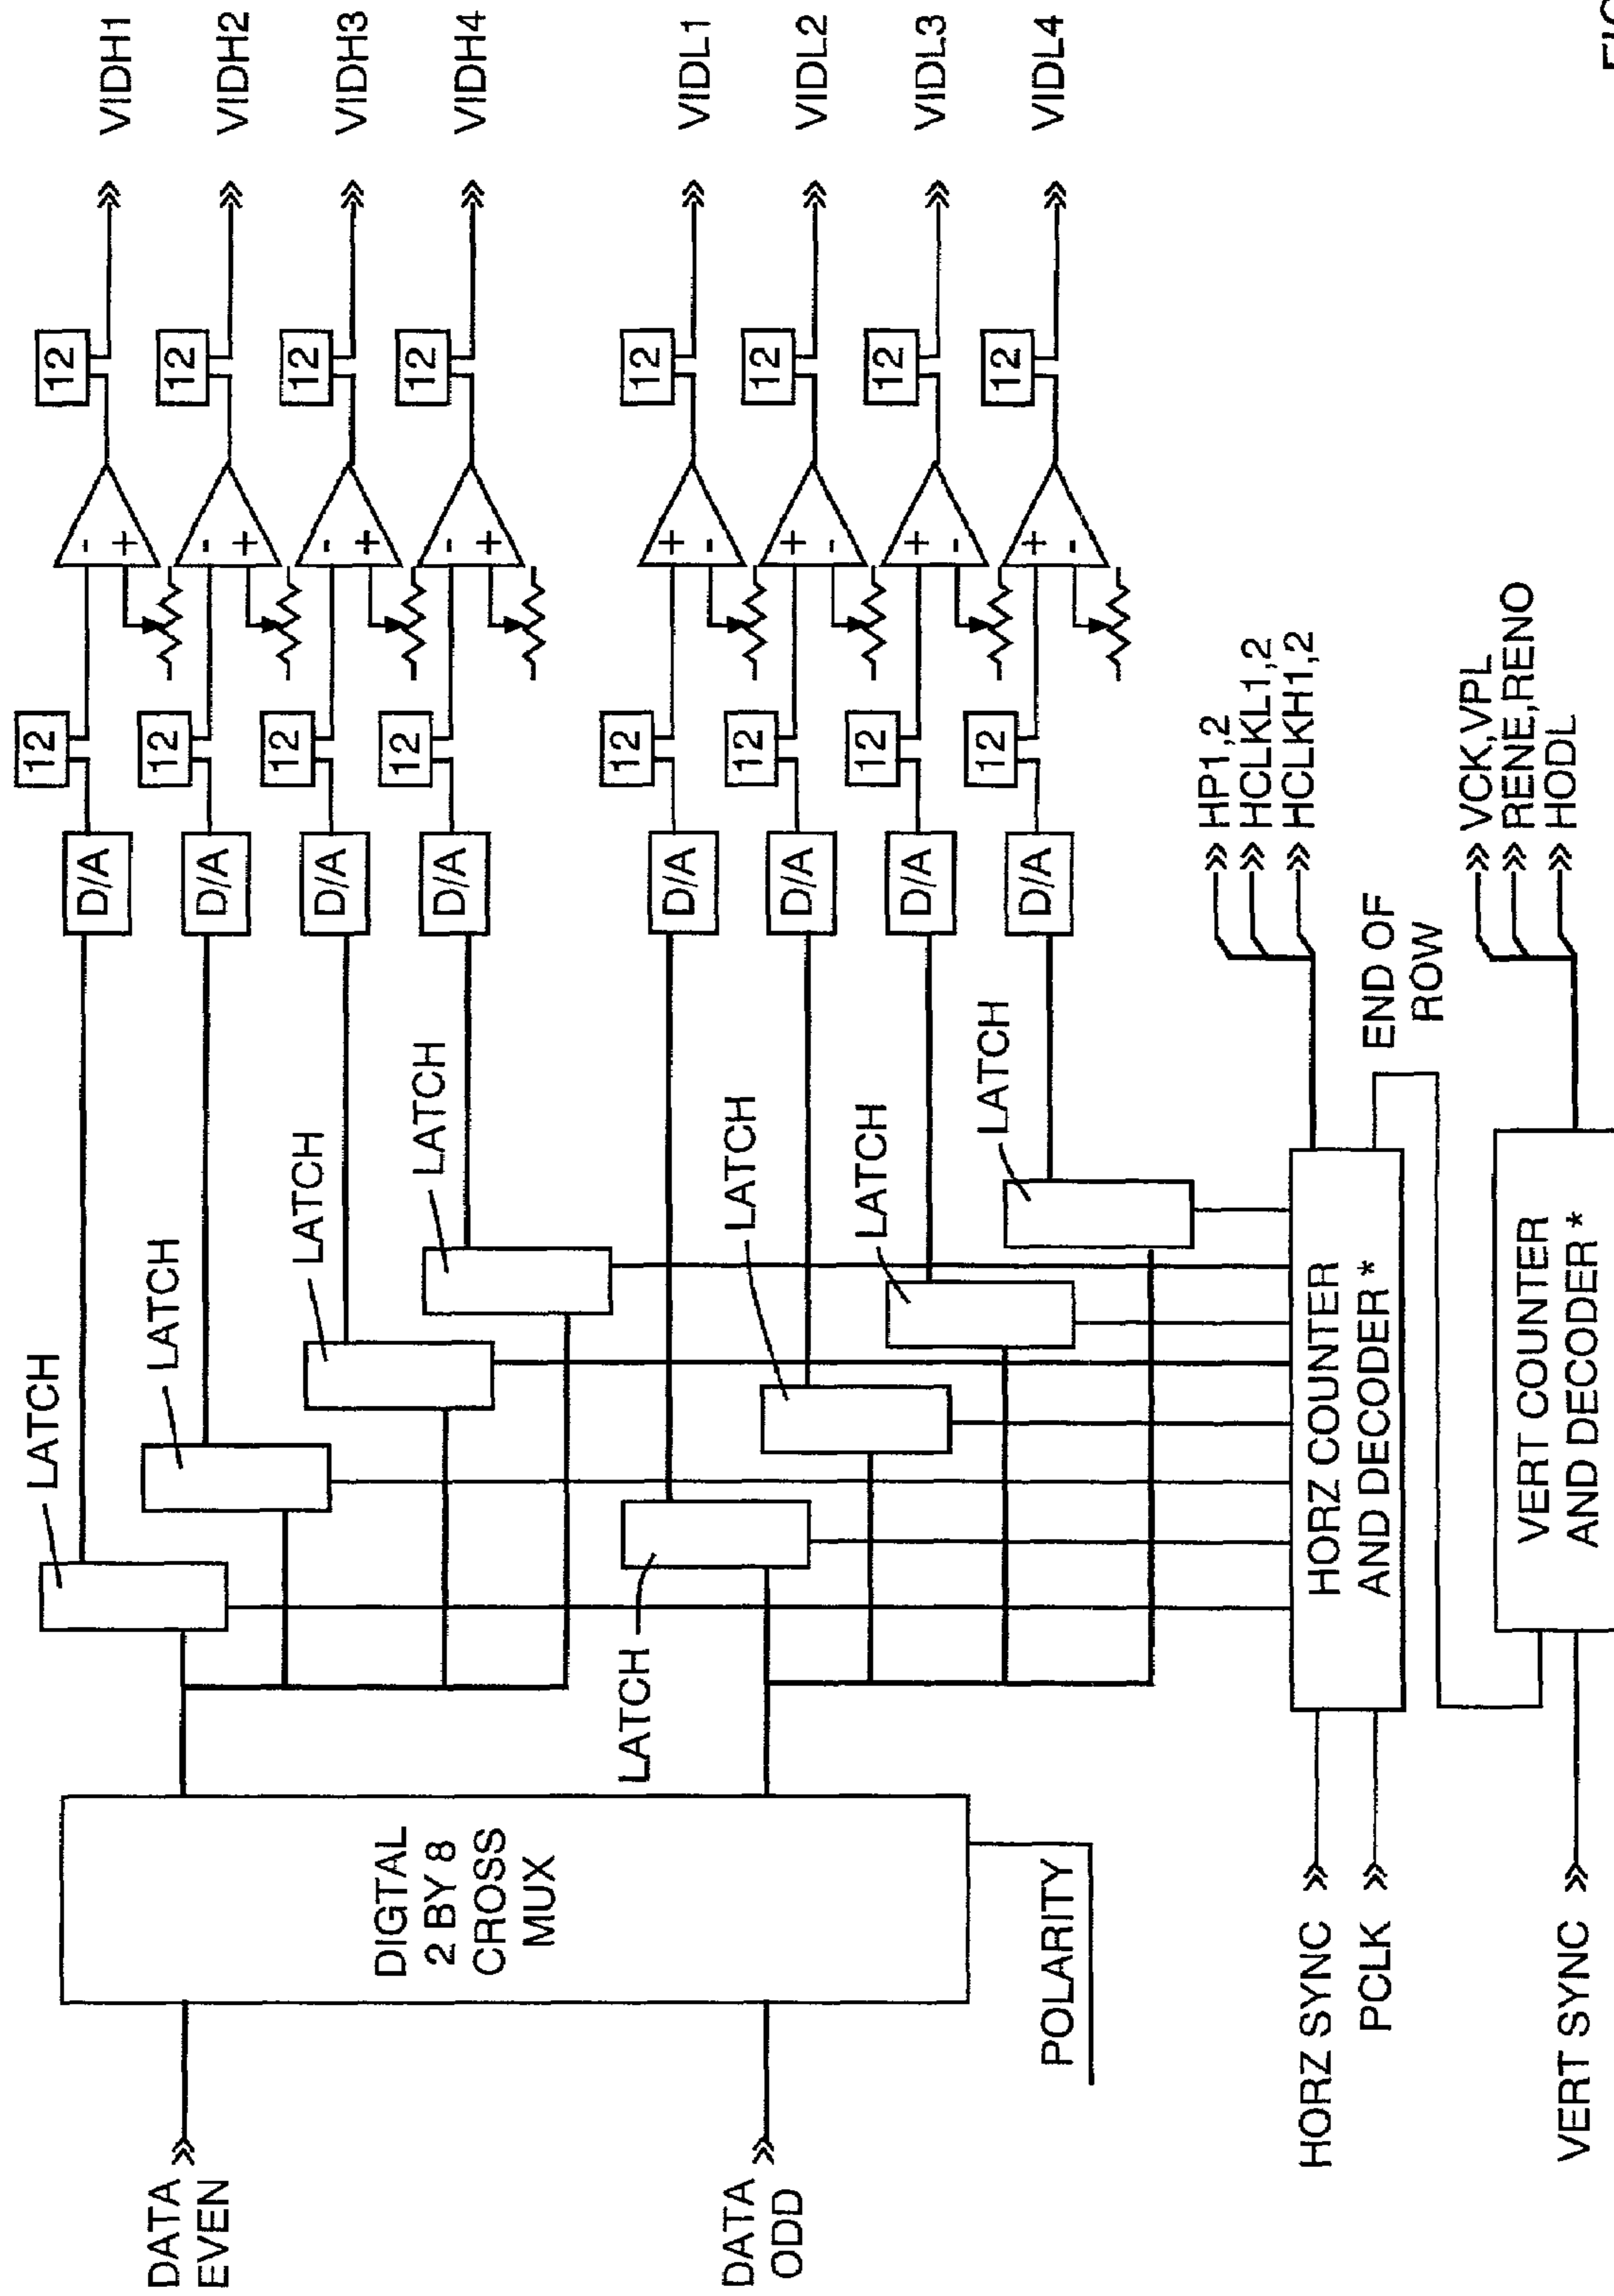 DATA
EVEN
DATA
ODD
DIGTAL
2 BY 8
CROSS
MUX
POLARITY
LATCH
LATCH
LATCH
LATCH
LATCH
LATCH
LATCH
LATCH
D/A
D/A
D/A
D/A
D/A
D/A
D/A
D/A
12
12
12
12
12
12
12
12
- +
- +
- +
- +
+ -
+ -
+ -
+ -
12
12
12
12
12
12
12
12
VIDH1
VIDH2
VIDH3
VIDH4
VIDL1
VIDL2
VIDL3
VIDL4
HORZ SYNC
PCLK
HORZ COUNTER
AND DECODER *
HP1,2
HCLKL1,2
HCLKH1,2
END OF
ROW
VERT SYNC
VERT COUNTER
AND DECODER *
VCK,VPL
RENE,RENO
HODL